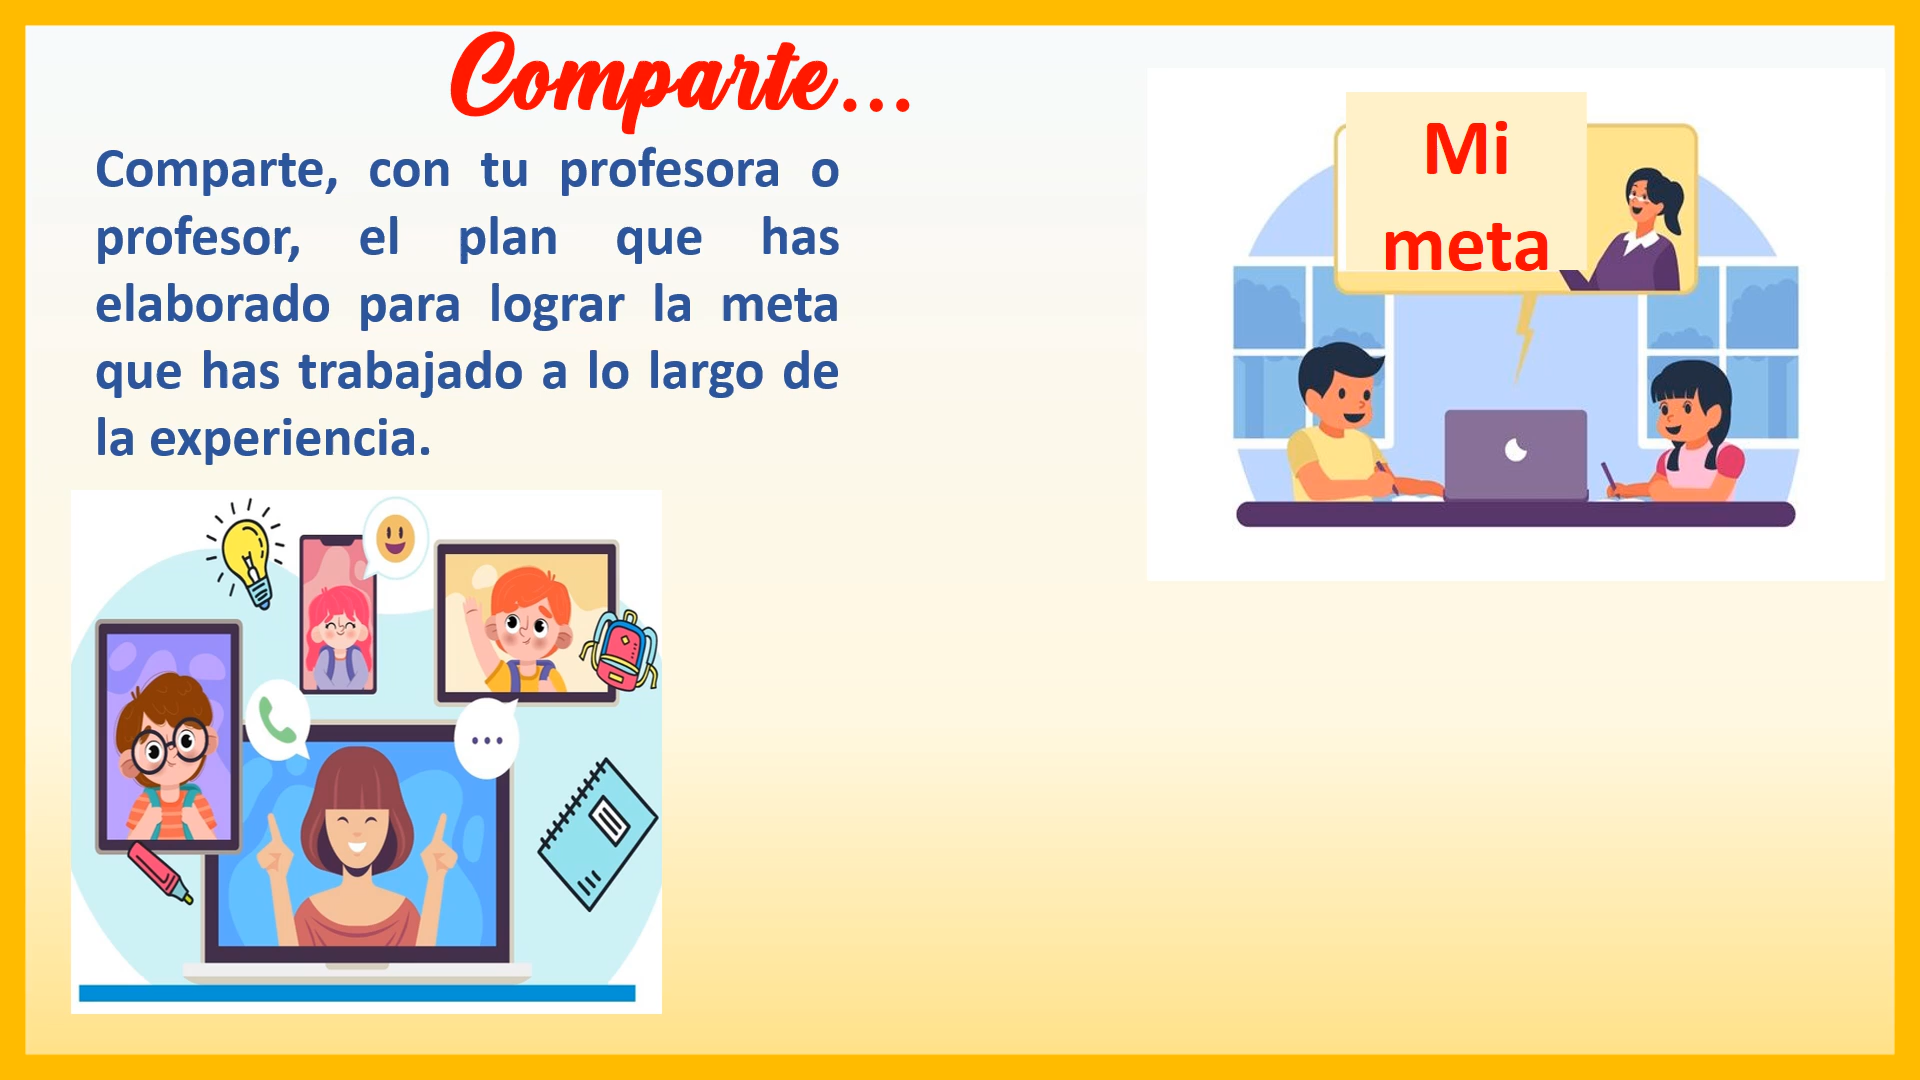 Comparte...
Comparte, con tu profesora o
profesor, el plan que has
elaborado para lograr la meta
que has trabajado a lo largo de
la experiencia.
Mi
meta